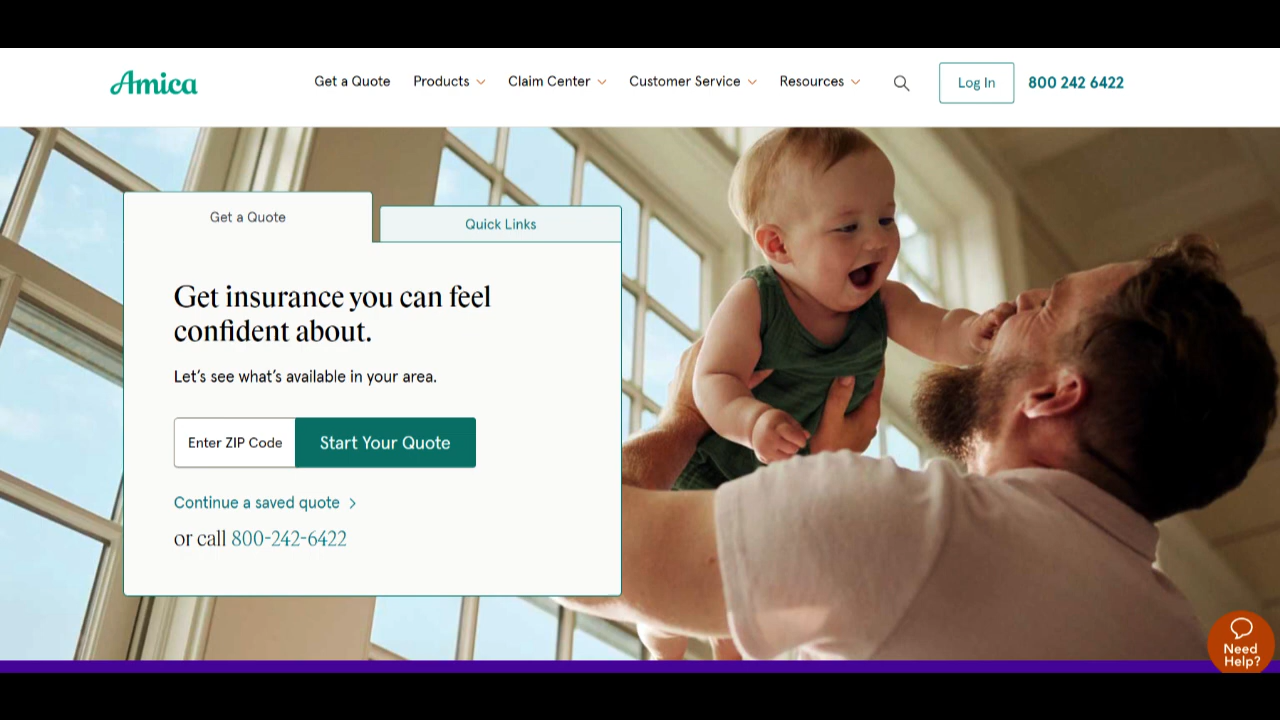 Amica
Get a Quote
Products
Claim Center
Customer Service
Resources
Log In
800 242 6422
Get a Quote
Quick Links
Get insurance you can feel
confident about.
Let's see what's available in your area.
Enter ZIP Code
Start Your Quote
Continue a saved quote
or call 800-242-6422
Need
Help?